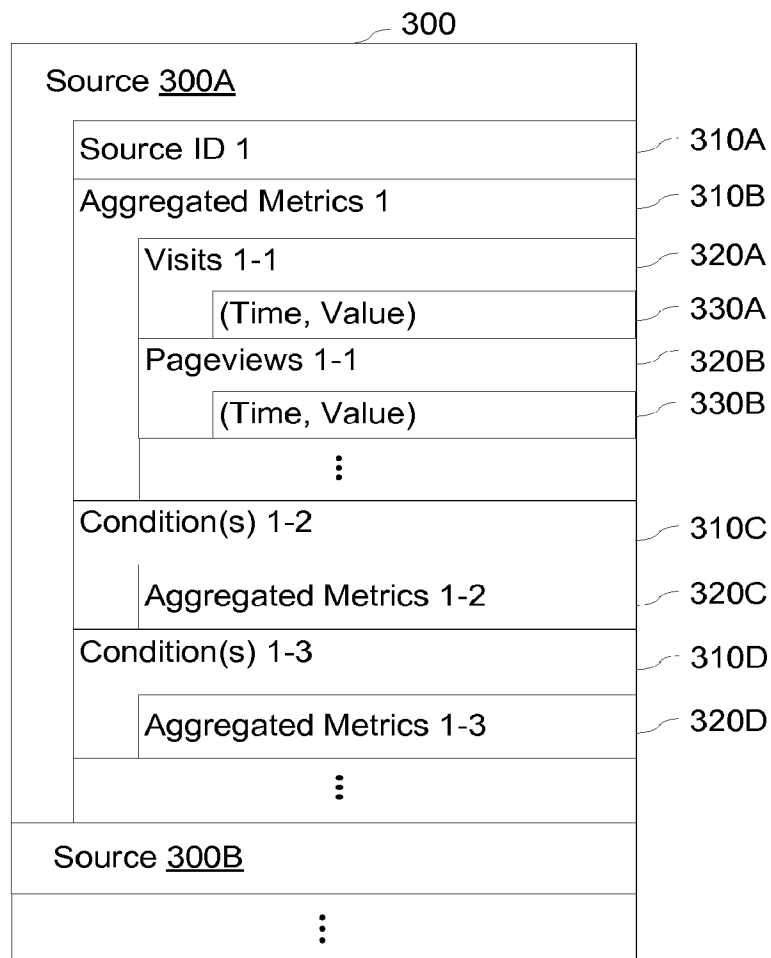 300
Source 300A
Source ID 1 310A
Aggregated Metrics 1 310B
Visits 1-1 320A
(Time, Value) 330A
Pageviews 1-1 320B
(Time, Value) 330B
Condition(s) 1-2 310C
Aggregated Metrics 1-2 320C
Condition(s) 1-3 310D
Aggregated Metrics 1-3 320D
Source 300B